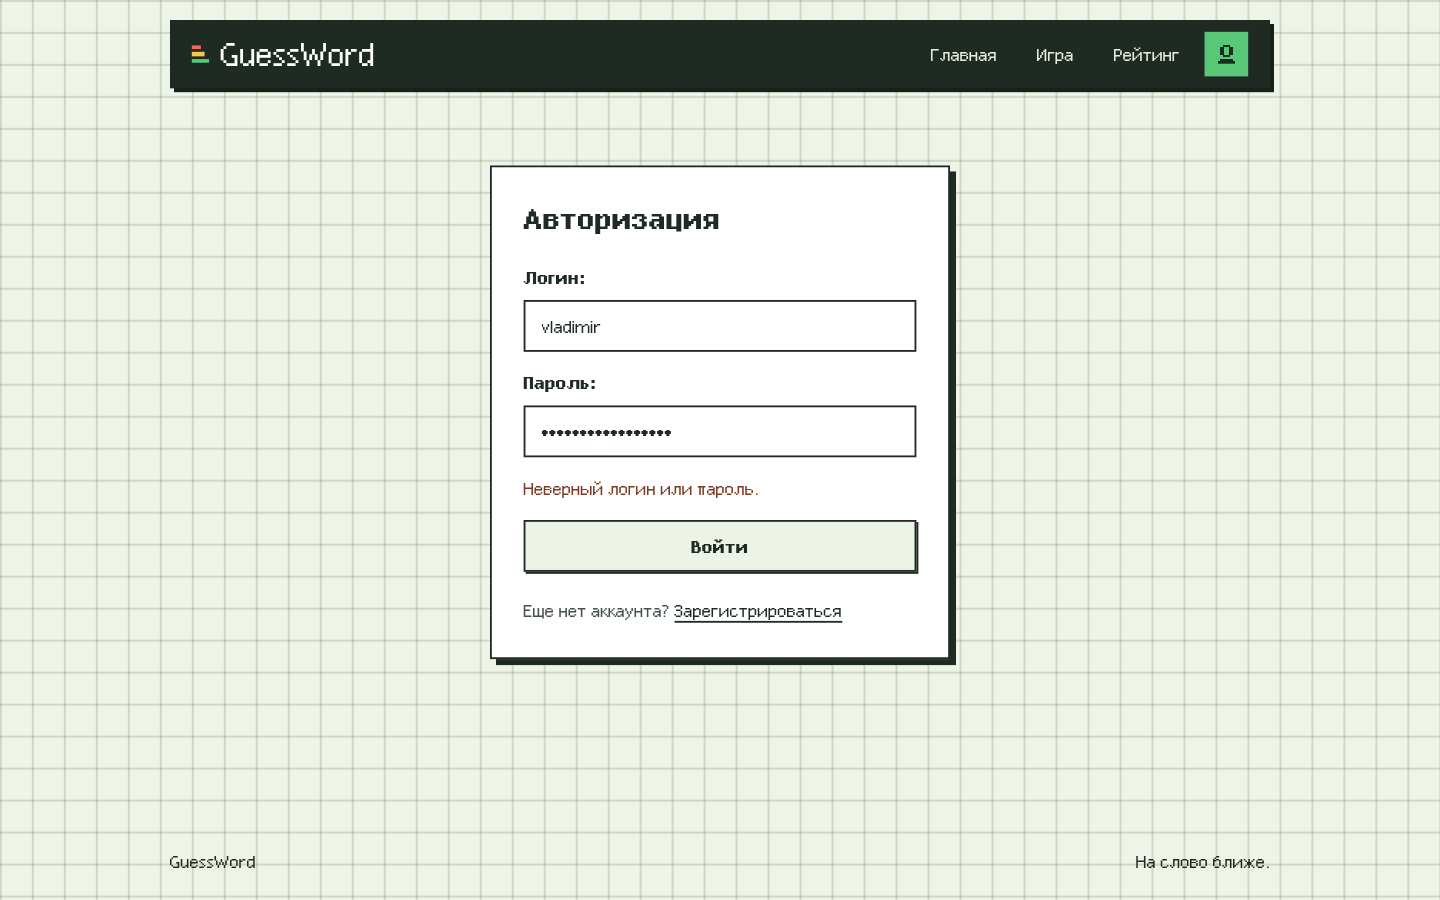 GuessWord
Главная Игра Рейтинг
Авторизация
Логин:
vladimir
Пароль:
•••••••••••••••••
Неверный логин или пароль.
Войти
Еще нет аккаунта? Зарегистрироваться
GuessWord
На слово ближе.